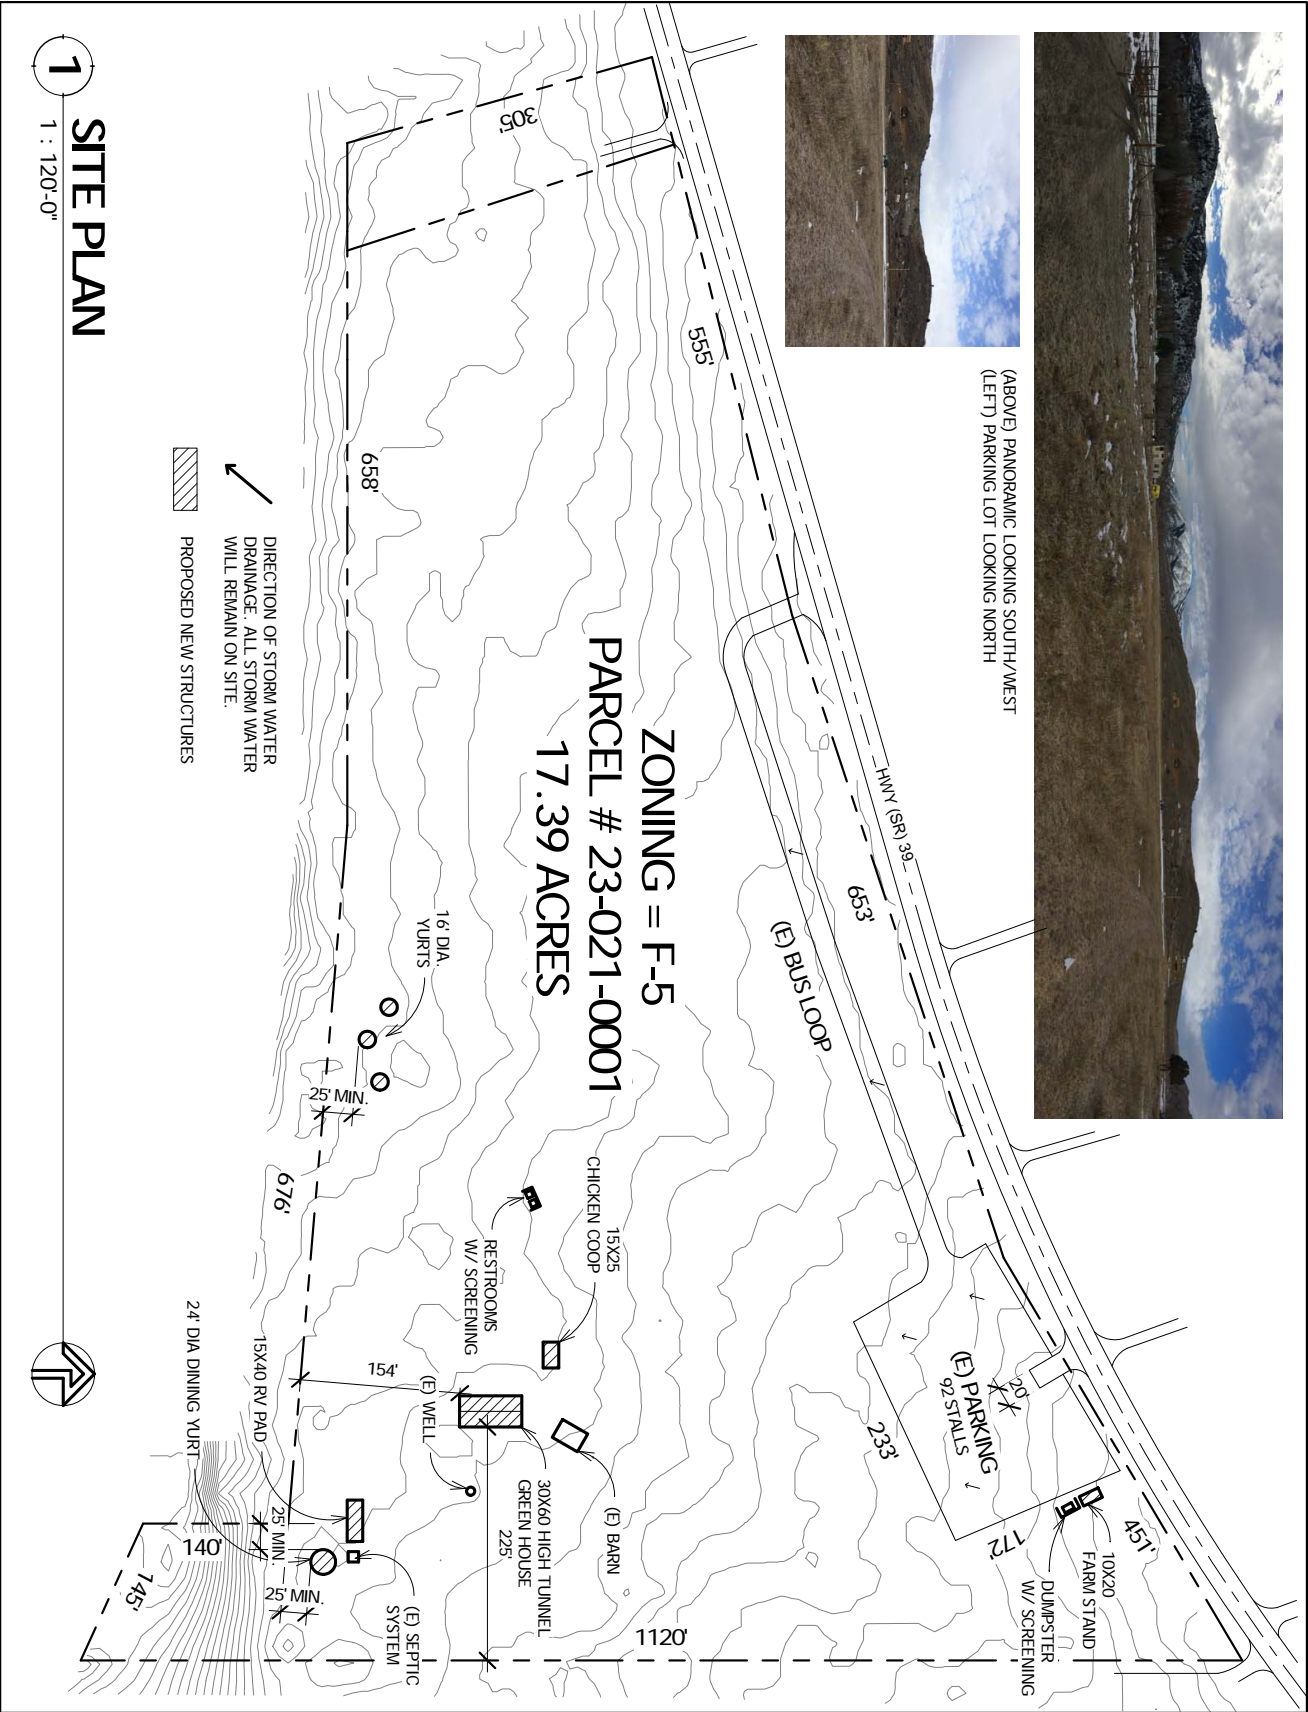 (ABOVE) PANORAMIC LOOKING SOUTH/WEST
(LEFT) PARKING LOT LOOKING NORTH
HWY (SR) 39
305'
555'
653'
451'
(E) BUS LOOP
(E) PARKING
92 STALLS
20'
233'
172'
10X20
FARM STAND
DUMPSTER
W/ SCREENING
ZONING = F-5
PARCEL # 23-021-0001
17.39 ACRES
15X25
CHICKEN COOP
RESTROOMS
W/ SCREENING
(E) BARN
30X60 HIGH TUNNEL
GREEN HOUSE
225'
1120'
154'
(E) WELL
16' DIA.
YURTS
25' MIN.
658'
676'
(E) SEPTIC
SYSTEM
15X40 RV PAD
24' DIA DINING YURT
25' MIN.
25' MIN.
140'
145'
DIRECTION OF STORM WATER
DRAINAGE. ALL STORM WATER
WILL REMAIN ON SITE.
PROPOSED NEW STRUCTURES
1
SITE PLAN
1 : 120'-0"